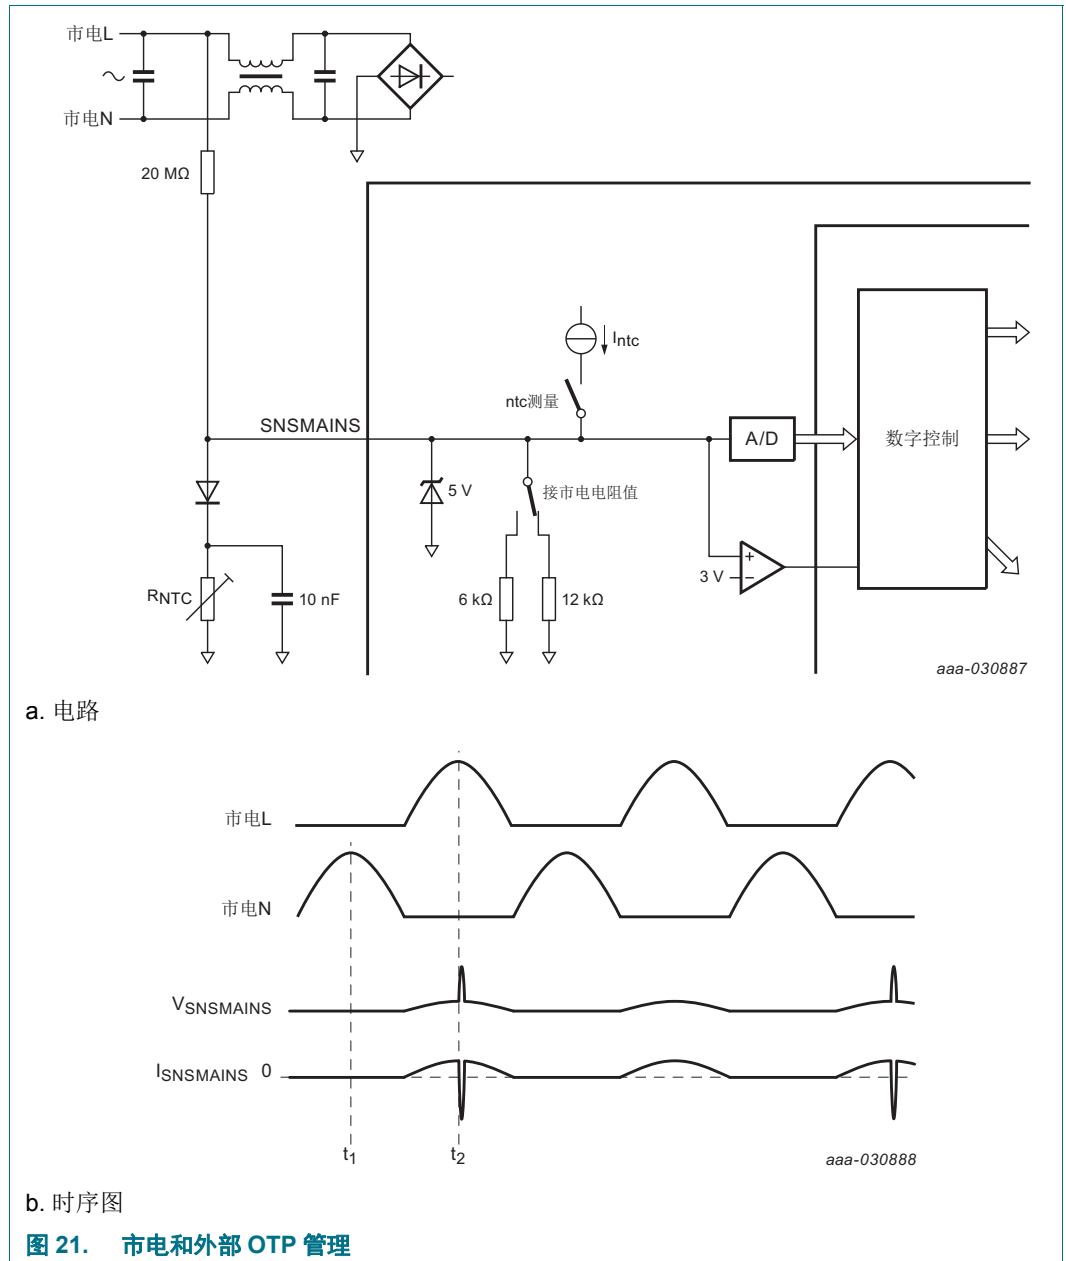 市电L
市电N
20 MΩ
Intc
ntc测量
SNSMAINS
A/D
数字控制
5 V
接市电电阻值
3 V
+
−
RNTC
10 nF
6 kΩ
12 kΩ
aaa-030887
a. 电路
市电L
市电N
VSNSMAINS
ISNSMAINS 0
t1
t2
aaa-030888
b. 时序图
图 21. 市电和外部 OTP 管理